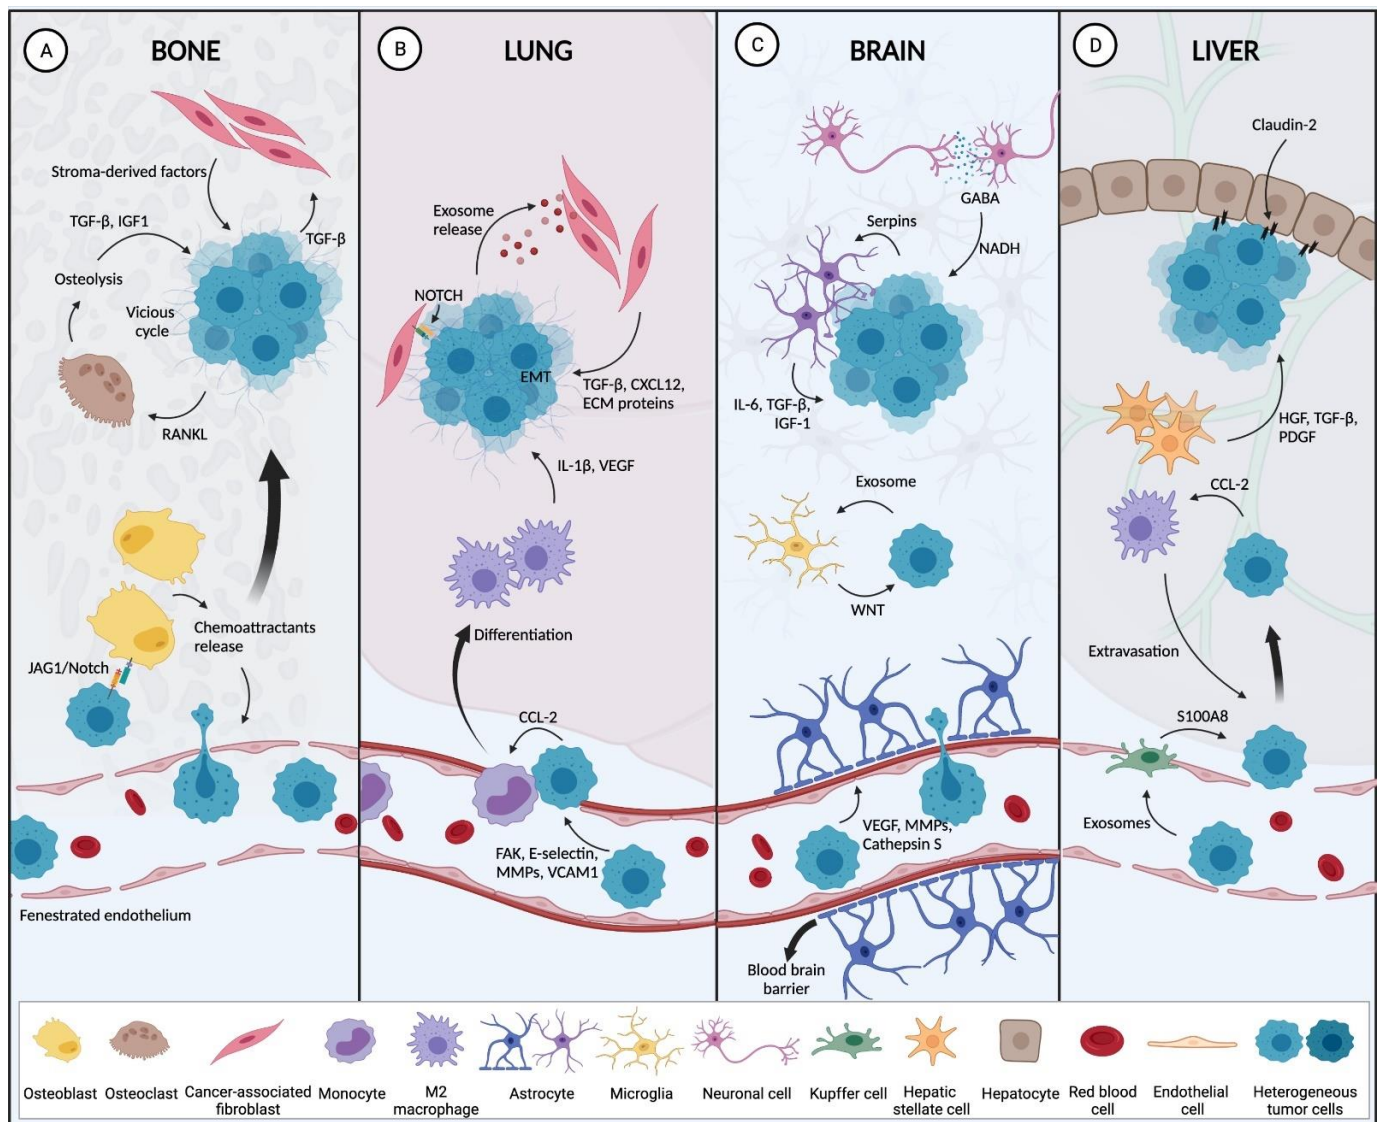 A
BONE
Stroma-derived factors
TGF-β, IGF1
TGF-β
Osteolysis
Vicious
cycle
RANKL
Chemoattractants
release
JAG1/Notch
Fenestrated endothelium
B
LUNG
Exosome
release
NOTCH
EMT
TGF-β, CXCL12,
ECM proteins
IL-1β, VEGF
Differentiation
CCL-2
FAK, E-selectin,
MMPs, VCAM1
C
BRAIN
GABA
Serpins
NADH
IL-6, TGF-β,
IGF-1
Exosome
WNT
VEGF, MMPs,
Cathepsin S
Blood brain
barrier
D
LIVER
Claudin-2
HGF, TGF-β,
PDGF
CCL-2
Extravasation
S100A8
Exosomes
Osteoblast
Osteoclast
Cancer-associated
fibroblast
Monocyte
M2
macrophage
Astrocyte
Microglia
Neuronal cell
Kupffer cell
Hepatic
stellate cell
Hepatocyte
Red blood
cell
Endothelial
cell
Heterogeneous
tumor cells